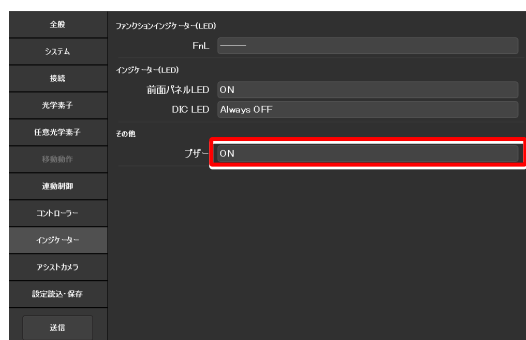 全般
システム
接続
光学素子
任意光学素子
移動動作
連動制御
コントローラー
インジケーター
アシストカメラ
設定読込・保存
送信
ファンクションインジケーター(LED)
FnL ───
インジケーター(LED)
前面パネルLED ON
DIC LED Always OFF
その他
ブザー ON